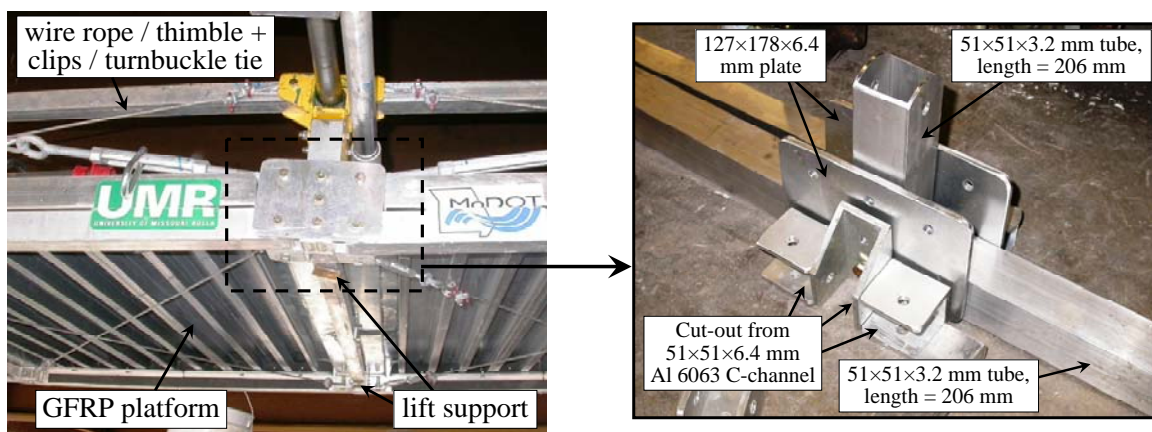 wire rope / thimble +
clips / turnbuckle tie
UMR
UNIVERSITY OF MISSOURI-ROLLA
MoDOT
GFRP platform
lift support
127×178×6.4
mm plate
51×51×3.2 mm tube,
length = 206 mm
Cut-out from
51×51×6.4 mm
Al 6063 C-channel
51×51×3.2 mm tube,
length = 206 mm